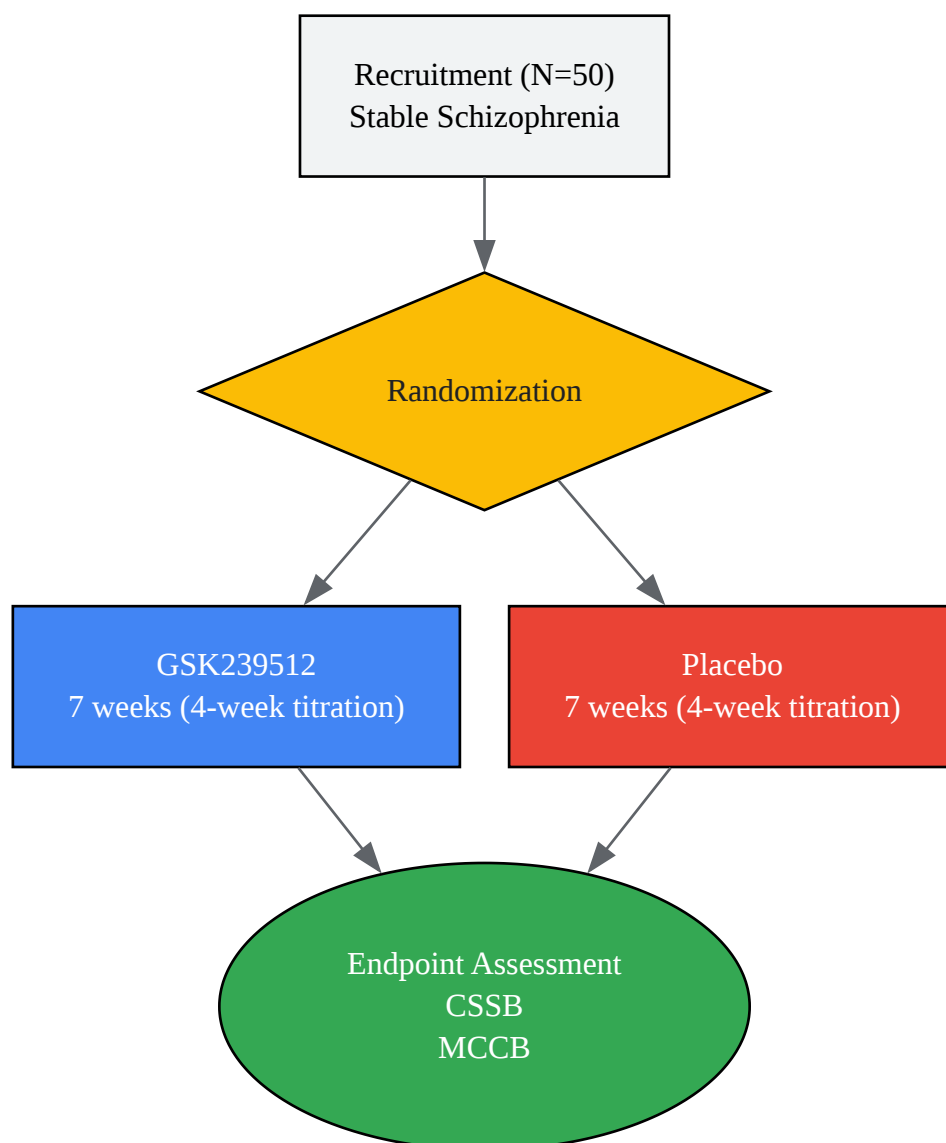 Recruitment (N=50)
Stable Schizophrenia
Randomization
GSK239512
7 weeks (4-week titration)
Placebo
7 weeks (4-week titration)
Endpoint Assessment
CSSB
MCCB